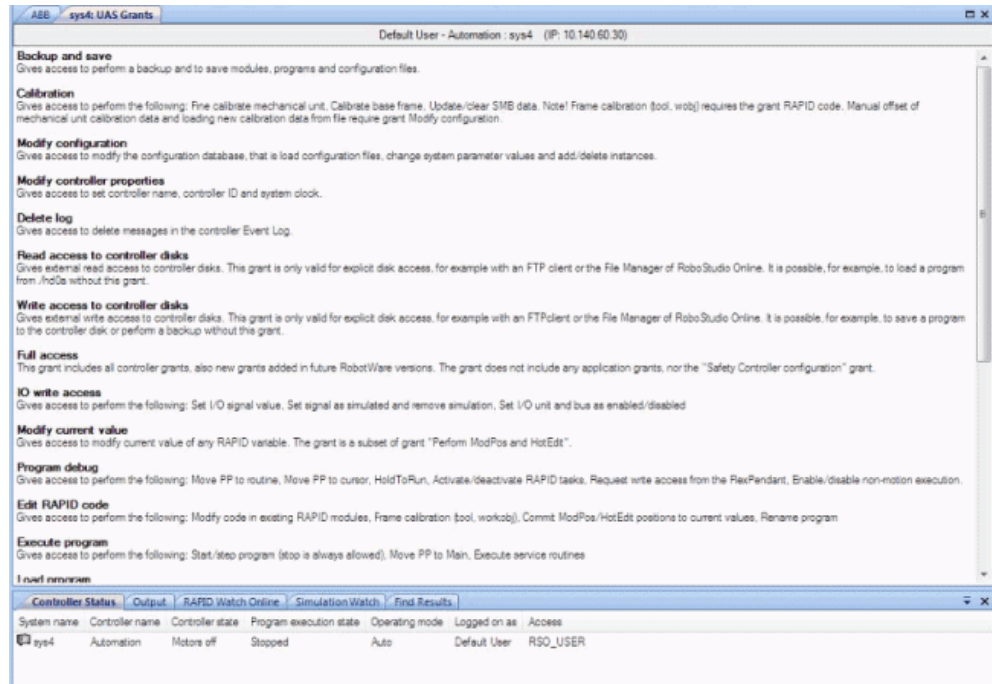 ABB
sys4: UAS Grants
Default User - Automation : sys4 (IP: 10.140.60.30)
Backup and save
Gives access to perform a backup and to save modules, programs and configuration files.
Calibration
Gives access to perform the following: Fine calibrate mechanical unit, Calibrate base frame, Update/clear SMB data. Note! Frame calibration (tool, wobj) requires the grant RAPID code. Manual offset of
mechanical unit calibration data and loading new calibration data from file require grant Modify configuration.
Modify configuration
Gives access to modify the configuration database, that is load configuration files, change system parameter values and add/delete instances.
Modify controller properties
Gives access to set controller name, controller ID and system clock.
Delete log
Gives access to delete messages in the controller Event Log.
Read access to controller disks
Gives external read access to controller disks. This grant is only valid for explicit disk access, for example with an FTP client or the File Manager of RoboStudio Online. It is possible, for example, to load a program
from /hd0a without this grant.
Write access to controller disks
Gives external write access to controller disks. This grant is only valid for explicit disk access, for example with an FTPclient or the File Manager of RoboStudio Online. It is possible, for example, to save a program
to the controller disk or perform a backup without this grant.
Full access
This grant includes all controller grants, also new grants added in future RobotWare versions. The grant does not include any application grants, nor the "Safety Controller configuration" grant.
IO write access
Gives access to perform the following: Set I/O signal value, Set signal as simulated and remove simulation, Set I/O unit and bus as enabled/disabled
Modify current value
Gives access to modify current value of any RAPID variable. The grant is a subset of grant "Perform ModPos and HotEdit".
Program debug
Gives access to perform the following: Move PP to routine, Move PP to cursor, HoldToRun, Activate/deactivate RAPID tasks, Request write access from the FlexPendant, Enable/disable non-motion execution.
Edit RAPID code
Gives access to perform the following: Modify code in existing RAPID modules, Frame calibration (tool, workobj), Commit ModPos/HotEdit positions to current values, Rename program
Execute program
Gives access to perform the following: Start/step program (stop is always allowed), Move PP to Main, Execute service routines
Load program
Controller Status Output RAPID Watch Online Simulation Watch Find Results
System name Controller name Controller state Program execution state Operating mode Logged on as Access
sys4 Automation Motors off Stopped Auto Default User RSO_USER